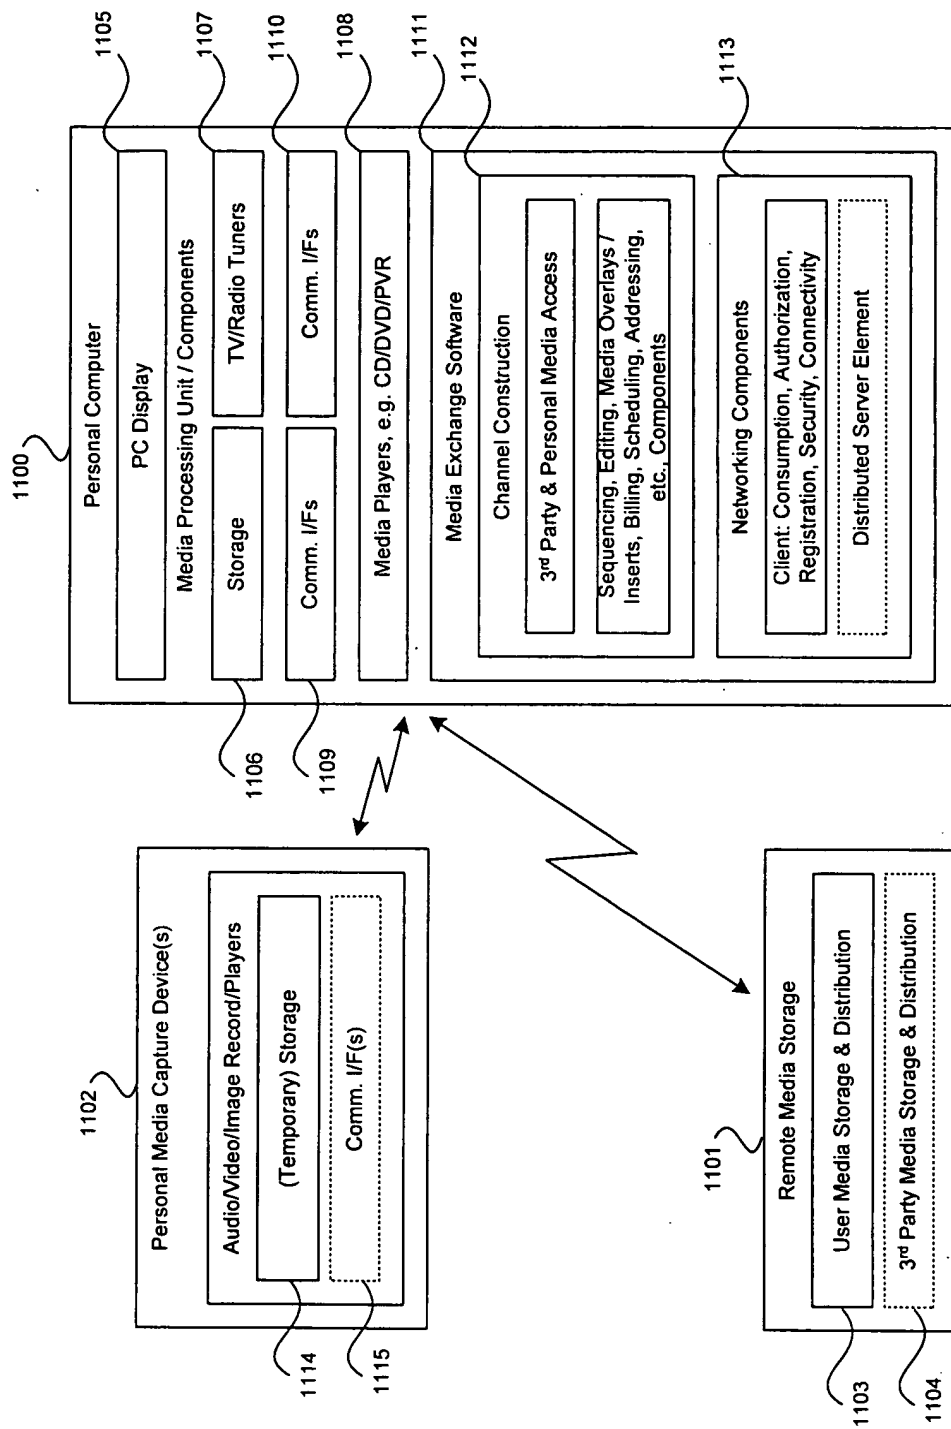 1100
Personal Computer
PC Display
1105
Media Processing Unit / Components
Storage
TV/Radio Tuners
1106
1107
Comm. I/Fs
Comm. I/Fs
1109
1110
Media Players, e.g. CD/DVD/PVR
1108
Media Exchange Software
1111
Channel Construction
1112
3rd Party & Personal Media Access
Sequencing, Editing, Media Overlays /
Inserts, Billing, Scheduling, Addressing,
etc., Components
Networking Components
1113
Client: Consumption, Authorization,
Registration, Security, Connectivity
Distributed Server Element
1102
Personal Media Capture Device(s)
Audio/Video/Image Record/Players
(Temporary) Storage
1114
Comm. I/F(s)
1115
1101
Remote Media Storage
User Media Storage & Distribution
1103
3rd Party Media Storage & Distribution
1104